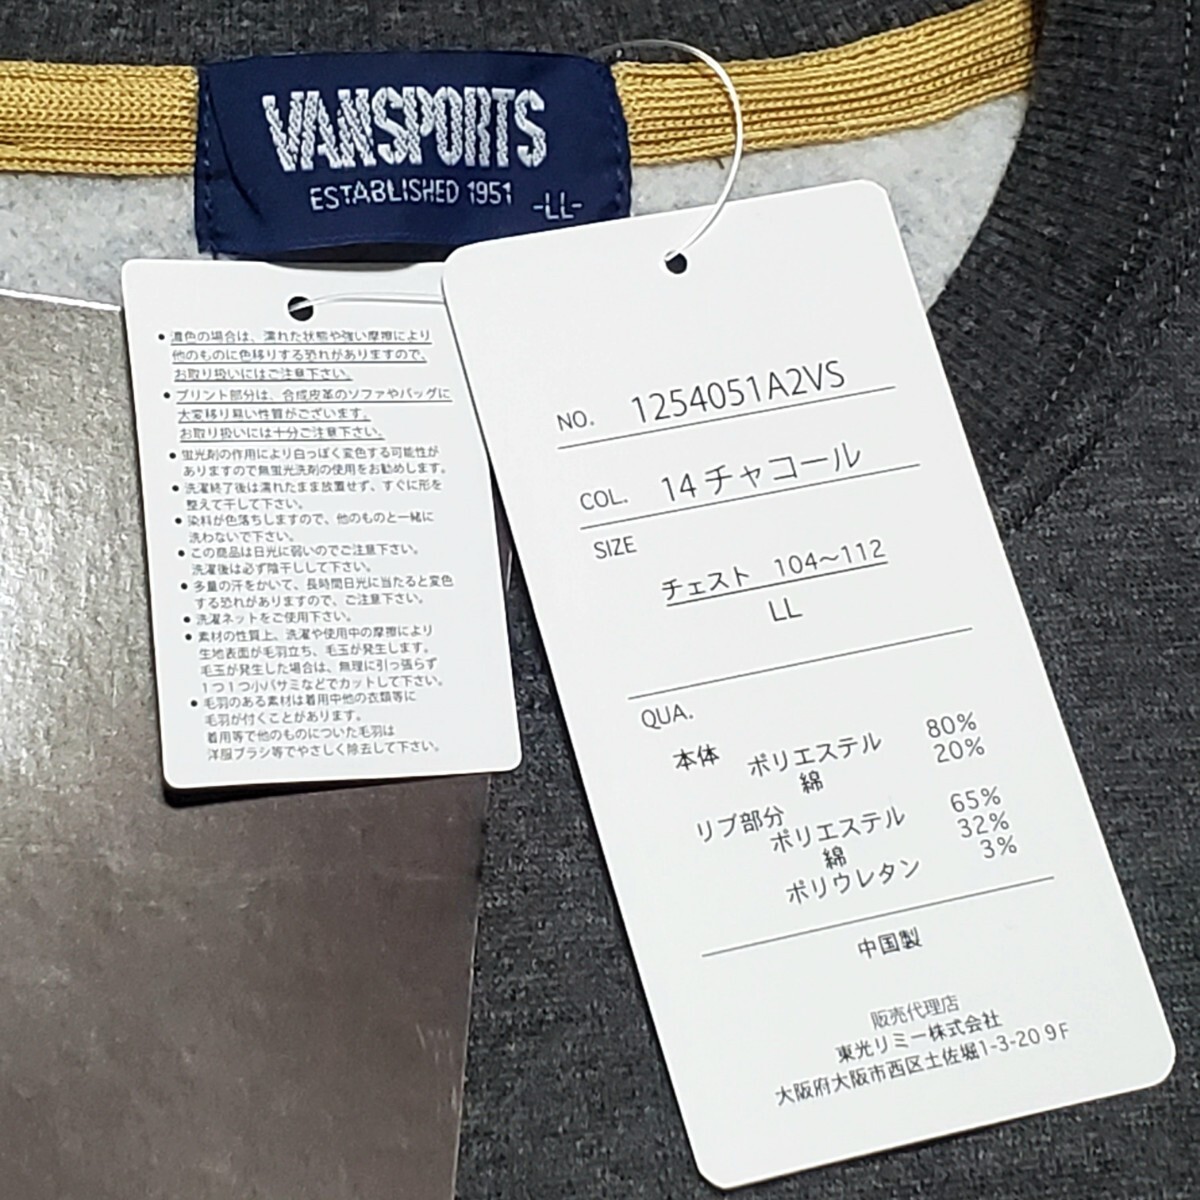 VANSPORTS
ESTABLISHED 1951
-LL-
● 濃色の場合は、濡れた状態や強い摩擦により
他のものに色移りする恐れがありますので、
お取り扱いにはご注意下さい。
● プリント部分は、合成皮革のソファやバッグに
大変移り易い性質がございます。
お取り扱いには十分ご注意下さい。
● 蛍光剤の作用により白っぽく変色する可能性が
ありますので無蛍光洗剤の使用をお勧めします。
● 洗濯終了後は濡れたまま放置せず、すぐに形を
整えて干して下さい。
● 染料が色落ちしますので、他のものと一緒に
洗わないで下さい。
● この商品は日光に弱いのでご注意下さい。
洗濯後は必ず陰干しして下さい。
● 多量の汗をかいて、長時間日光に当たると変色
する恐れがありますので、ご注意下さい。
● 洗濯ネットをご使用下さい。
● 素材の性質上、洗濯や使用中の摩擦により
生地表面が毛羽立ち、毛玉が発生します。
毛玉が発生した場合は、無理に引っ張らず
1つ1つ小バサミなどでカットして下さい。
● 毛羽のある素材は着用中他の衣類等に
毛羽が付くことがあります。
着用等で他のものについた毛羽は
洋服ブラシ等でやさしく除去して下さい。
NO. 1254051A2VS
COL. 14 チャコール
SIZE
チェスト 104～112
LL
QUA.
本体 ポリエステル 80%
綿 20%
リブ部分
ポリエステル 65%
綿 32%
ポリウレタン 3%
中国製
販売代理店
東光リミー株式会社
大阪府大阪市西区土佐堀1-3-20 9F